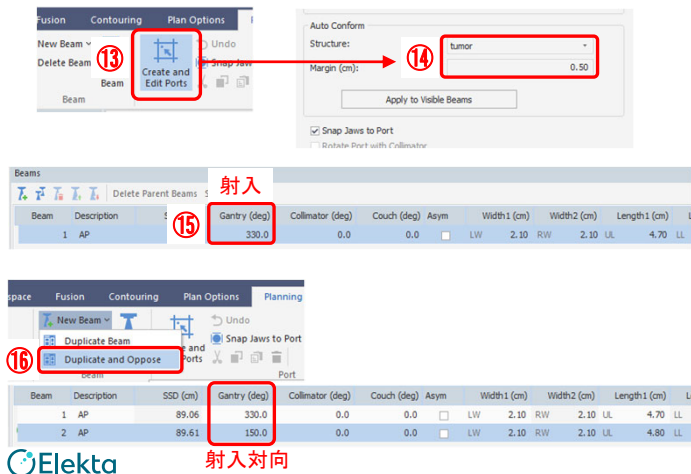 Fusion Contouring Plan Options
New Beam
Delete Beam
Beam
Beam
⑬
Create and
Edit Ports
Undo
Snap Jaw
Auto Conform
Structure:
tumor
Margin (cm):
0.50
⑭
Apply to Visible Beams
Snap Jaws to Port
Rotate Port with Collimator
Beams
Delete Parent Beams
射入
Beam Description Gantry (deg) Collimator (deg) Couch (deg) Asym Width1 (cm) Width2 (cm) Length1 (cm)
⑮
1 AP 330.0 0.0 0.0 LW 2.10 RW 2.10 UL 4.70 LL
space Fusion Contouring Plan Options Planning
New Beam
Undo
Duplicate Beam
and
Snap Jaws to Port
⑯
Duplicate and Oppose
Ports
Beam
Port
Beam Description SSD (cm) Gantry (deg) Collimator (deg) Couch (deg) Asym Width1 (cm) Width2 (cm) Length1 (cm)
1 AP 89.06 330.0 0.0 0.0 LW 2.10 RW 2.10 UL 4.70 LL
2 AP 89.61 150.0 0.0 0.0 LW 2.10 RW 2.10 UL 4.80 LL
Elekta
射入対向